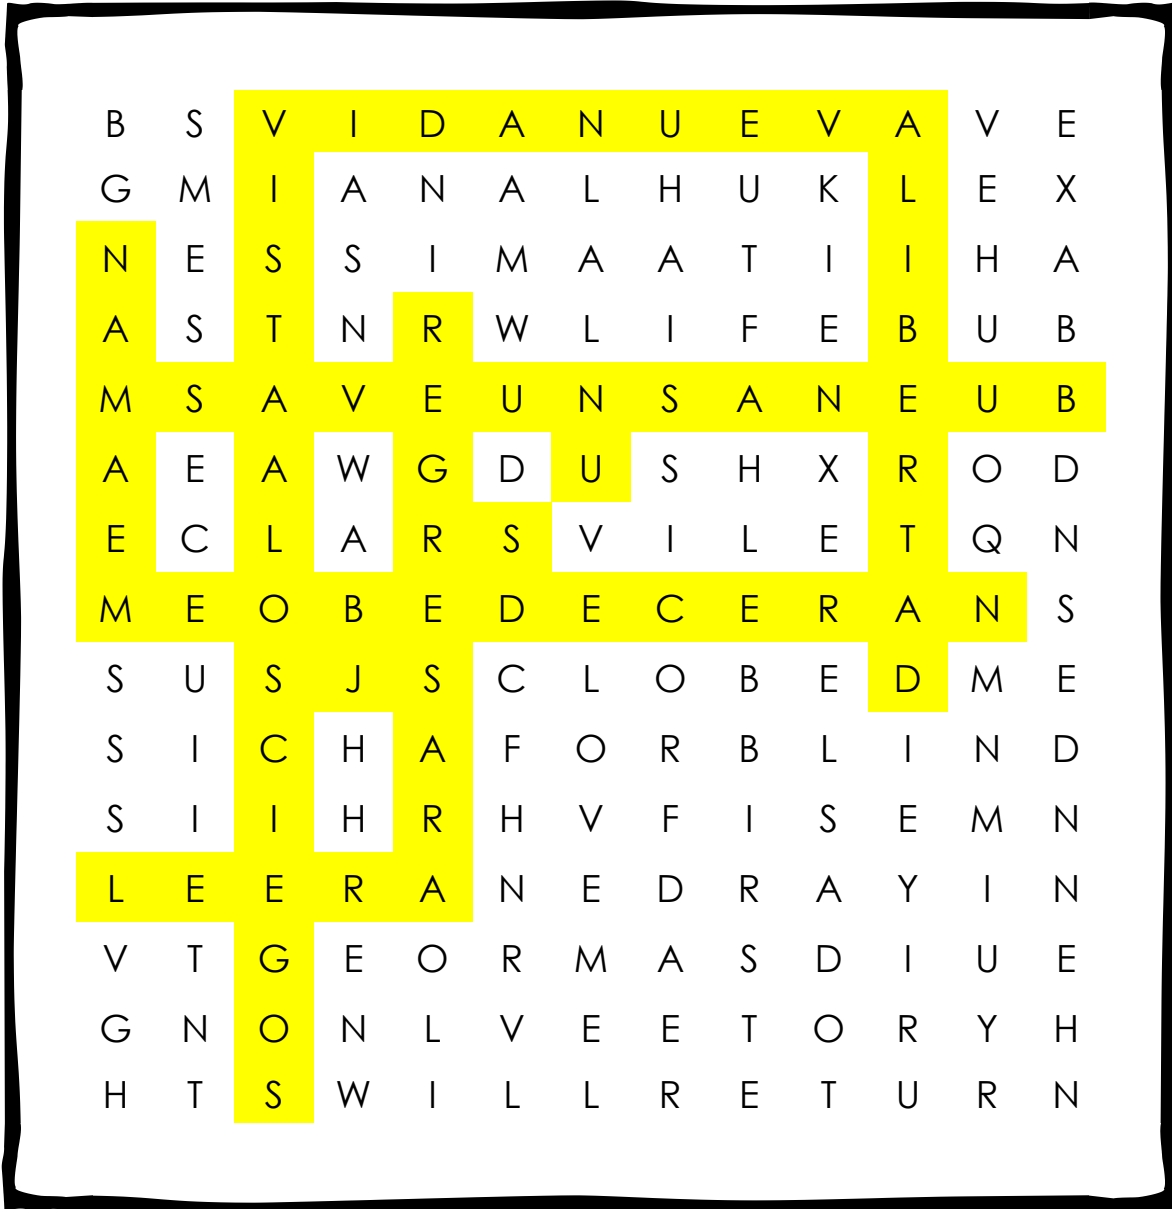 B S V I D A N U E V A V E
G M I A N A L H U K L E X
N E S S I M A A T I I H A
A S T N R W L I F E B U B
M S A V E U N S A N E U B
A E A W G D U S H X R O D
E C L A R S V I L E T Q N
M E O B E D E C E R A N S
S U S J S C L O B E D M E
S I C H A F O R B L I N D
S I I H R H V F I S E M N
L E E R A N E D R A Y I N
V T G E O R M A S D I U E
G N O N L V E E T O R Y H
H T S W I L L R E T U R N